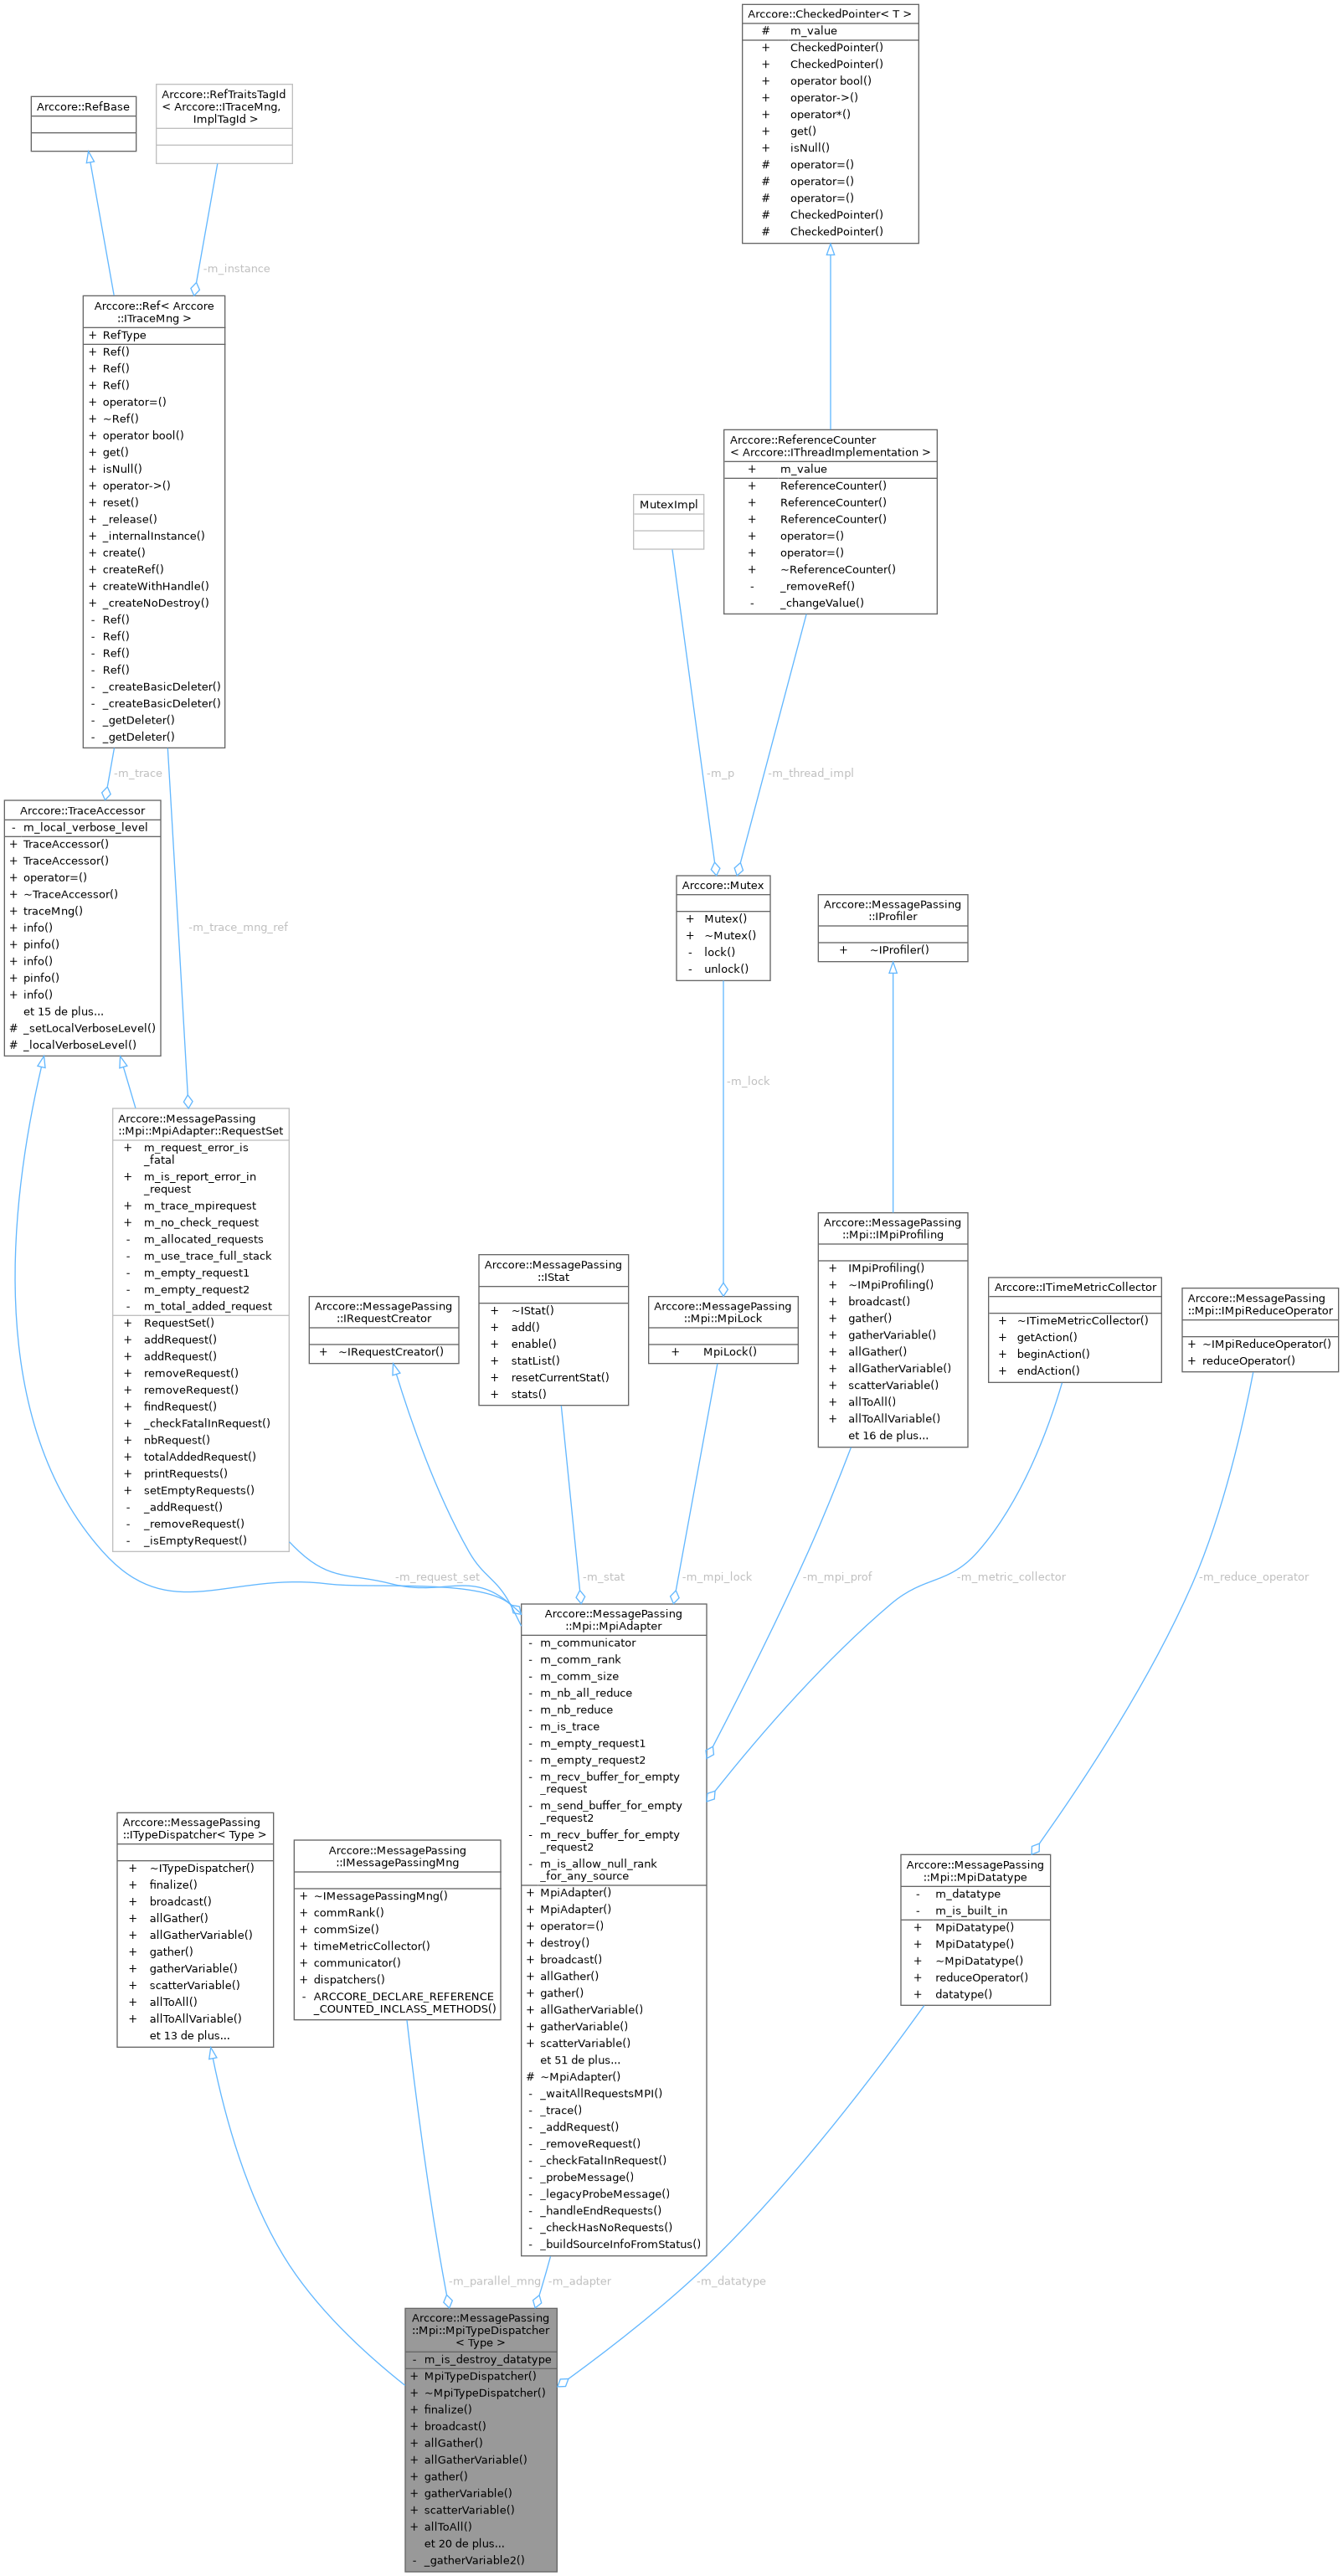 Arccore::CheckedPointer< T >
# m_value
+ CheckedPointer()
+ CheckedPointer()
+ operator bool()
+ operator->()
+ operator*()
+ get()
+ isNull()
# operator=()
# operator=()
# operator=()
# CheckedPointer()
# CheckedPointer()
Arccore::RefBase
Arccore::RefTraitsTagId
< Arccore::ITraceMng,
ImplTagId >
-m_instance
Arccore::Ref< Arccore
::ITraceMng >
+ RefType
+ Ref()
+ Ref()
+ Ref()
+ operator=()
+ ~Ref()
+ operator bool()
+ get()
+ isNull()
+ operator->()
+ reset()
+ _release()
+ _internalInstance()
+ create()
+ createRef()
+ createWithHandle()
+ _createNoDestroy()
- Ref()
- Ref()
- Ref()
- Ref()
- _createBasicDeleter()
- _createBasicDeleter()
- _getDeleter()
- _getDeleter()
Arccore::ReferenceCounter
< Arccore::IThreadImplementation >
+ m_value
+ ReferenceCounter()
+ ReferenceCounter()
+ ReferenceCounter()
+ operator=()
+ operator=()
+ ~ReferenceCounter()
- _removeRef()
- _changeValue()
MutexImpl
-m_trace
-m_p
-m_thread_impl
Arccore::TraceAccessor
- m_local_verbose_level
+ TraceAccessor()
+ TraceAccessor()
+ operator=()
+ ~TraceAccessor()
+ traceMng()
+ info()
+ pinfo()
+ info()
+ pinfo()
+ info()
et 15 de plus...
# _setLocalVerboseLevel()
# _localVerboseLevel()
-m_trace_mng_ref
Arccore::Mutex
+ Mutex()
+ ~Mutex()
- lock()
- unlock()
Arccore::MessagePassing
::IProfiler
+ ~IProfiler()
-m_lock
Arccore::MessagePassing
::Mpi::MpiAdapter::RequestSet
+ m_request_error_is
_fatal
+ m_is_report_error_in
_request
+ m_trace_mpirequest
+ m_no_check_request
- m_allocated_requests
- m_use_trace_full_stack
- m_empty_request1
- m_empty_request2
- m_total_added_request
+ RequestSet()
+ addRequest()
+ addRequest()
+ removeRequest()
+ removeRequest()
+ findRequest()
+ _checkFatalInRequest()
+ nbRequest()
+ totalAddedRequest()
+ printRequests()
+ setEmptyRequests()
- _addRequest()
- _removeRequest()
- _isEmptyRequest()
Arccore::MessagePassing
::IRequestCreator
+ ~IRequestCreator()
Arccore::MessagePassing
::IStat
+ ~IStat()
+ add()
+ enable()
+ statList()
+ resetCurrentStat()
+ stats()
Arccore::MessagePassing
::Mpi::MpiLock
+ MpiLock()
Arccore::MessagePassing
::Mpi::IMpiProfiling
+ IMpiProfiling()
+ ~IMpiProfiling()
+ broadcast()
+ gather()
+ gatherVariable()
+ allGather()
+ allGatherVariable()
+ scatterVariable()
+ allToAll()
+ allToAllVariable()
et 16 de plus...
Arccore::ITimeMetricCollector
+ ~ITimeMetricCollector()
+ getAction()
+ beginAction()
+ endAction()
Arccore::MessagePassing
::Mpi::IMpiReduceOperator
+ ~IMpiReduceOperator()
+ reduceOperator()
-m_request_set
-m_stat
-m_mpi_lock
-m_mpi_prof
-m_metric_collector
-m_reduce_operator
Arccore::MessagePassing
::Mpi::MpiAdapter
- m_communicator
- m_comm_rank
- m_comm_size
- m_nb_all_reduce
- m_nb_reduce
- m_is_trace
- m_empty_request1
- m_empty_request2
- m_recv_buffer_for_empty
_request
- m_send_buffer_for_empty
_request2
- m_recv_buffer_for_empty
_request2
- m_is_allow_null_rank
_for_any_source
+ MpiAdapter()
+ MpiAdapter()
+ operator=()
+ destroy()
+ broadcast()
+ allGather()
+ gather()
+ allGatherVariable()
+ gatherVariable()
+ scatterVariable()
et 51 de plus...
# ~MpiAdapter()
- _waitAllRequestsMPI()
- _trace()
- _addRequest()
- _removeRequest()
- _checkFatalInRequest()
- _probeMessage()
- _legacyProbeMessage()
- _handleEndRequests()
- _checkHasNoRequests()
- _buildSourceInfoFromStatus()
Arccore::MessagePassing
::ITypeDispatcher< Type >
+ ~ITypeDispatcher()
+ finalize()
+ broadcast()
+ allGather()
+ allGatherVariable()
+ gather()
+ gatherVariable()
+ scatterVariable()
+ allToAll()
+ allToAllVariable()
et 13 de plus...
Arccore::MessagePassing
::IMessagePassingMng
+ ~IMessagePassingMng()
+ commRank()
+ commSize()
+ timeMetricCollector()
+ communicator()
+ dispatchers()
- ARCCORE_DECLARE_REFERENCE
_COUNTED_INCLASS_METHODS()
Arccore::MessagePassing
::Mpi::MpiDatatype
- m_datatype
- m_is_built_in
+ MpiDatatype()
+ MpiDatatype()
+ ~MpiDatatype()
+ reduceOperator()
+ datatype()
-m_parallel_mng
-m_adapter
-m_datatype
Arccore::MessagePassing
::Mpi::MpiTypeDispatcher
< Type >
- m_is_destroy_datatype
+ MpiTypeDispatcher()
+ ~MpiTypeDispatcher()
+ finalize()
+ broadcast()
+ allGather()
+ allGatherVariable()
+ gather()
+ gatherVariable()
+ scatterVariable()
+ allToAll()
et 20 de plus...
- _gatherVariable2()